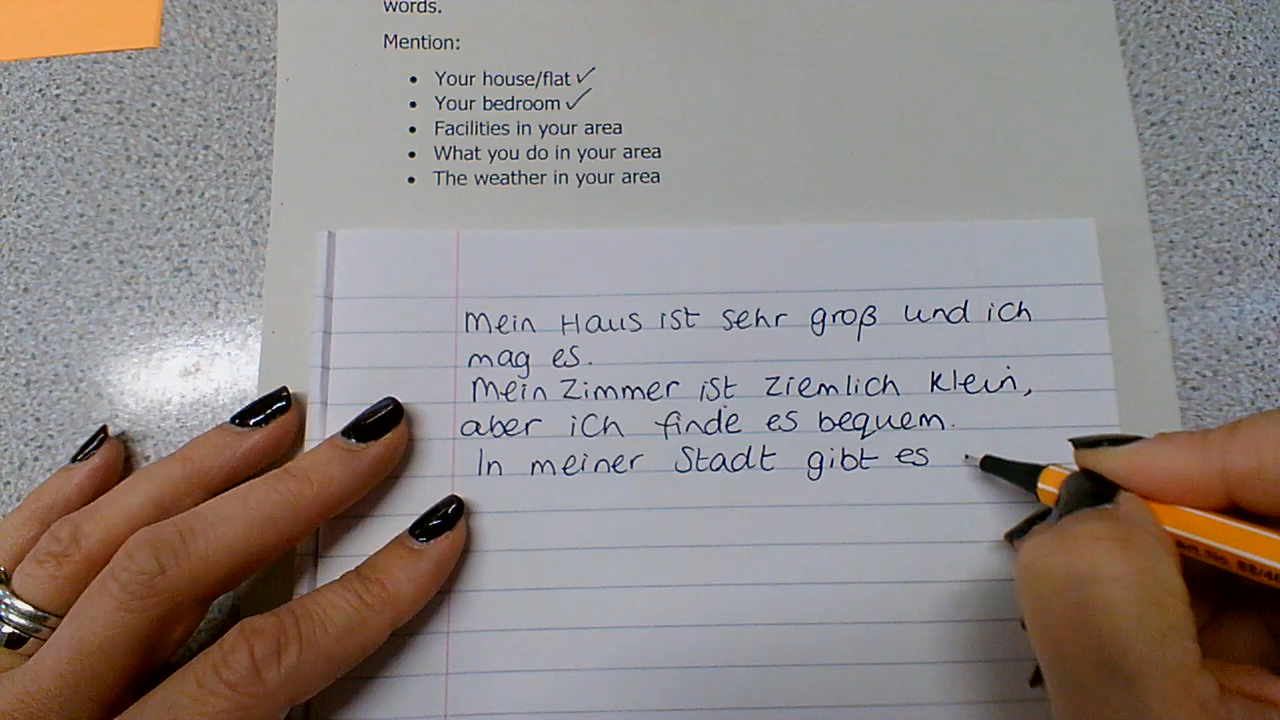 words.
Mention:
• Your house/flat ✓
• Your bedroom ✓
• Facilities in your area
• What you do in your area
• The weather in your area
Mein Haus ist sehr groß und ich
mag es.
Mein Zimmer ist ziemlich klein,
aber ich finde es bequem.
In meiner Stadt gibt es